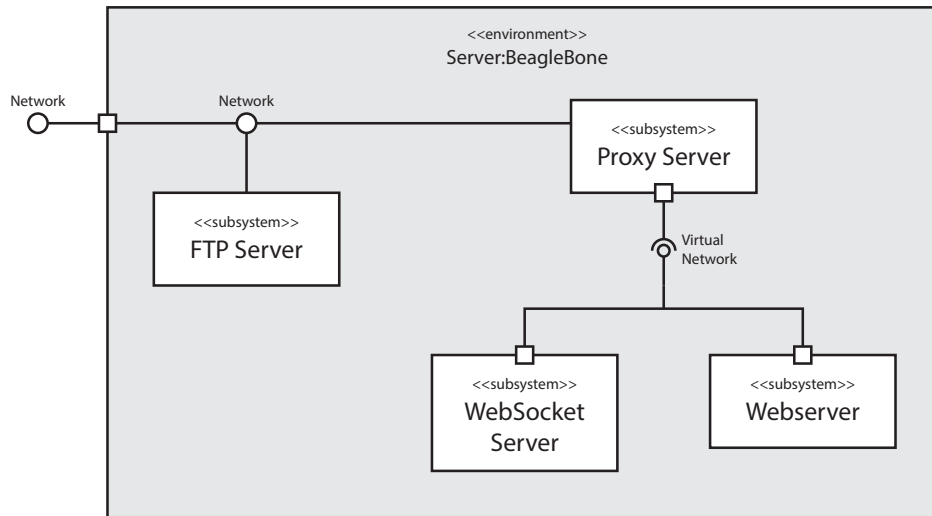 <<environment>>
Server:BeagleBone
Network
Network
<<subsystem>>
Proxy Server
<<subsystem>>
FTP Server
Virtual
Network
<<subsystem>>
WebSocket
Server
<<subsystem>>
Webserver